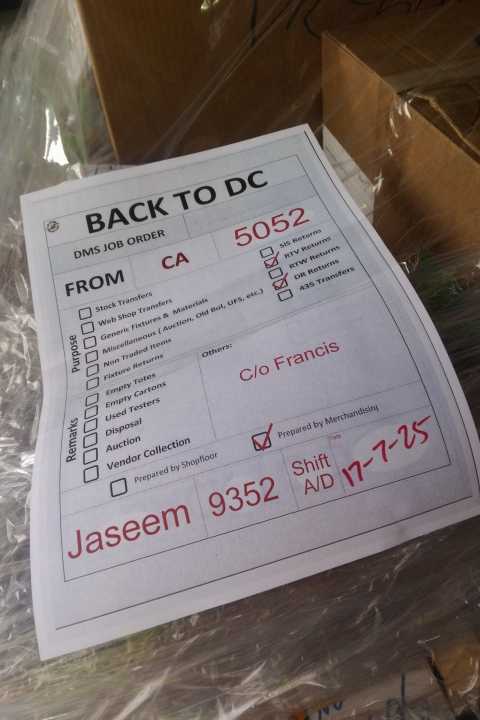 BACK TO DC
DMS JOB ORDER
FROM CA 5052
Purpose
Stock Transfers
Web Shop Transfers
Generic Fixtures & Materials
Miscellaneous ( Auction, Old Bul, UFS, etc.)
Non Traded Items
Fixture Returns
SIS Returns
RTV Returns
RTW Returns
DR Returns
435 Transfers
Remarks
Empty Totes
Empty Cartons
Used Testers
Disposal
Auction
Vendor Collection
Others:
C/o Francis
Prepared by Shopfloor
Prepared by Merchandising
Jaseem 9352 Shift A/D 17-7-25